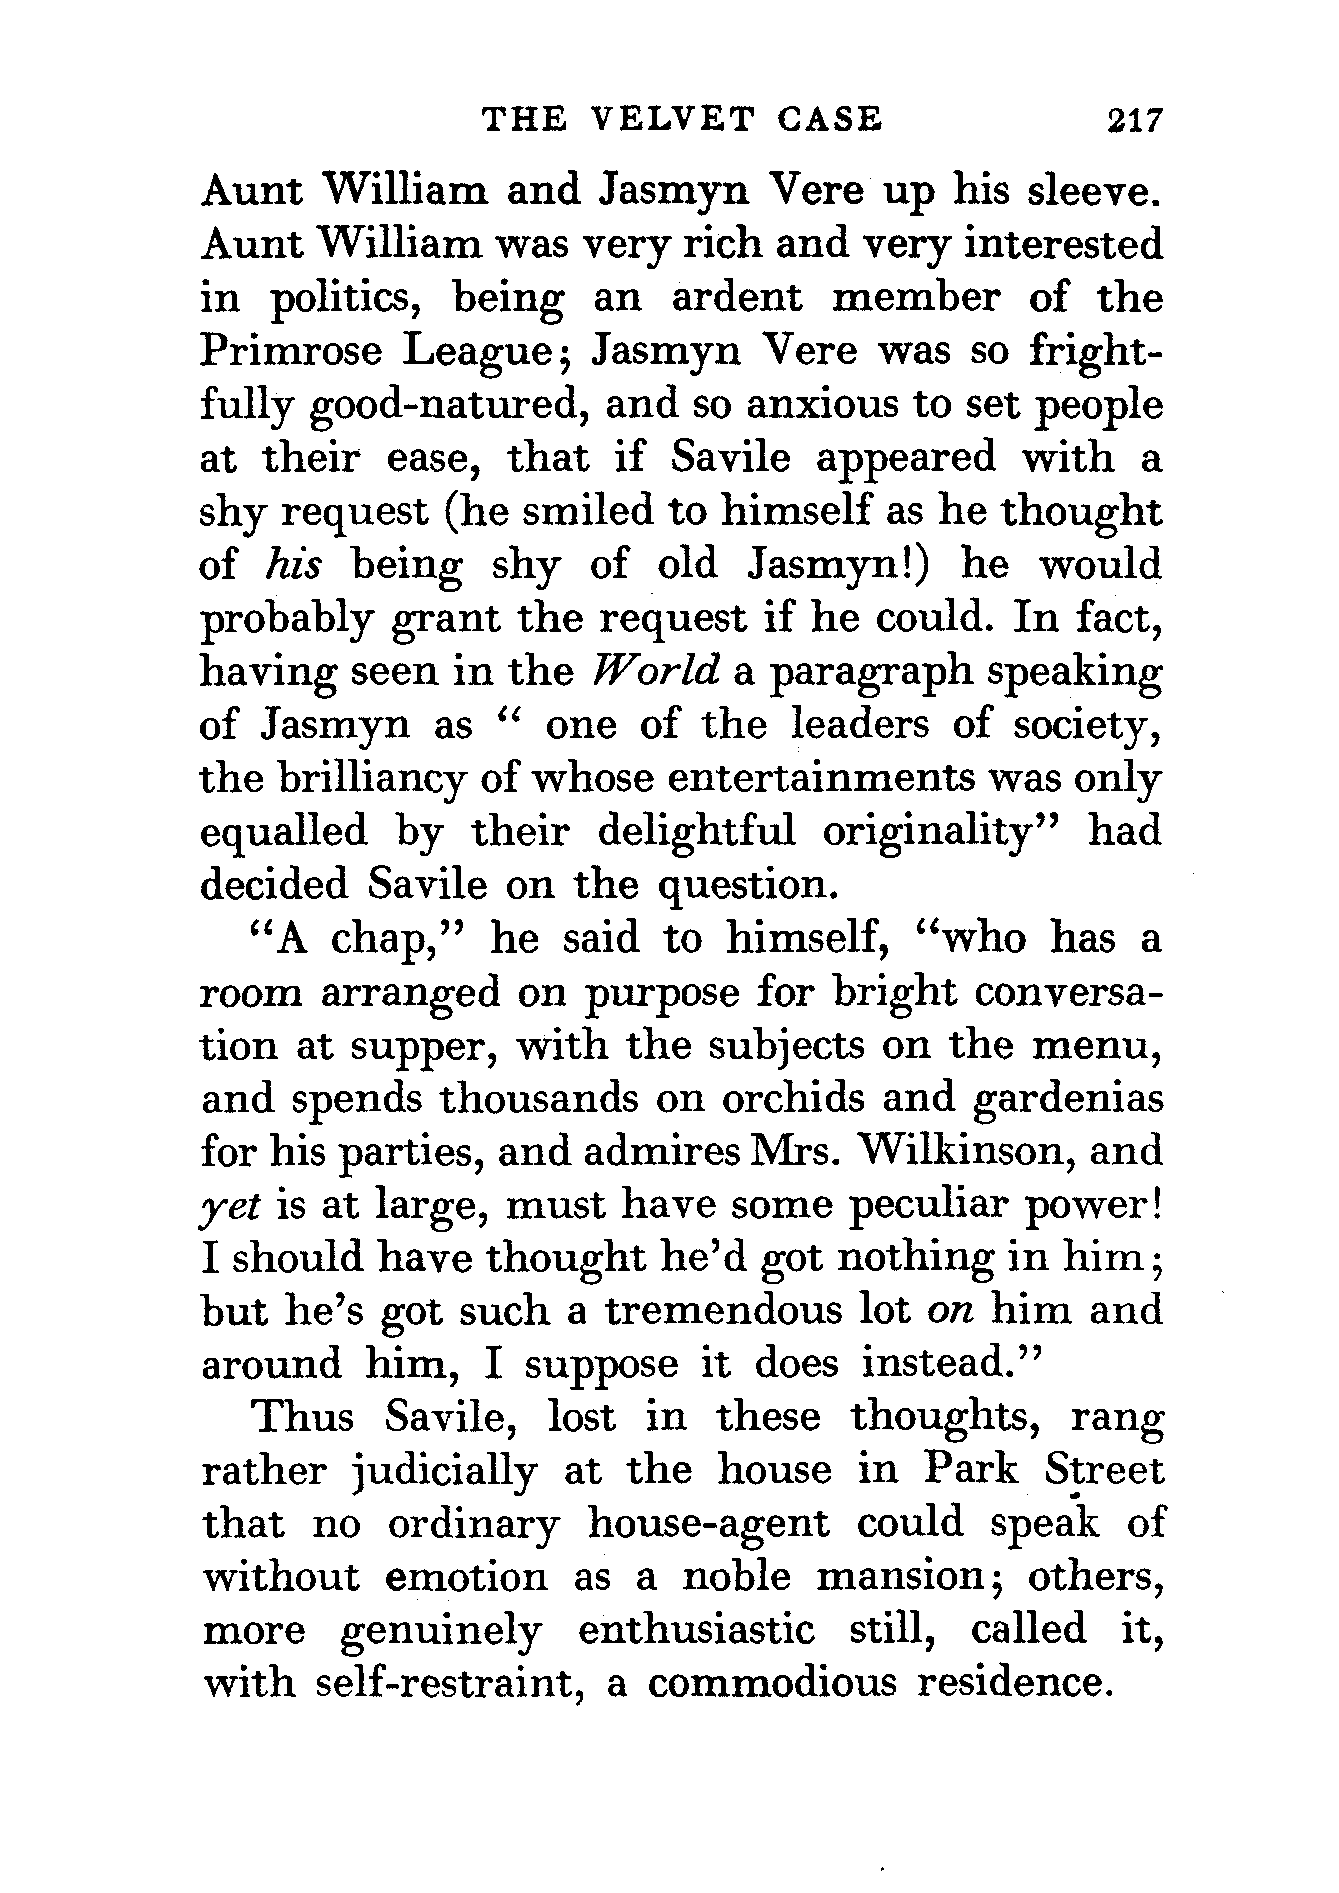 THE VELVET CASE 217
Aunt William and Jasmyn Vere up his sleeve.
Aunt William was very rich and very interested
in politics, being an ardent member of the
Primrose League; Jasmyn Vere was so fright-
fully good-natured, and so anxious to set people
at their ease, that if Savile appeared with a
shy request (he smiled to himself as he thought
of his being shy of old Jasmyn!) he would
probably grant the request if he could. In fact,
having seen in the World a paragraph speaking
of Jasmyn as “ one of the leaders of society,
the brilliancy of whose entertainments was only
equalled by their delightful originality” had
decided Savile on the question.
“A chap,” he said to himself, “who has a
room arranged on purpose for bright conversa-
tion at supper, with the subjects on the menu,
and spends thousands on orchids and gardenias
for his parties, and admires Mrs. Wilkinson, and
yet is at large, must have some peculiar power!
I should have thought he’d got nothing in him;
but he’s got such a tremendous lot on him and
around him, I suppose it does instead.”
Thus Savile, lost in these thoughts, rang
rather judicially at the house in Park Street
that no ordinary house-agent could speak of
without emotion as a noble mansion; others,
more genuinely enthusiastic still, called it,
with self-restraint, a commodious residence.